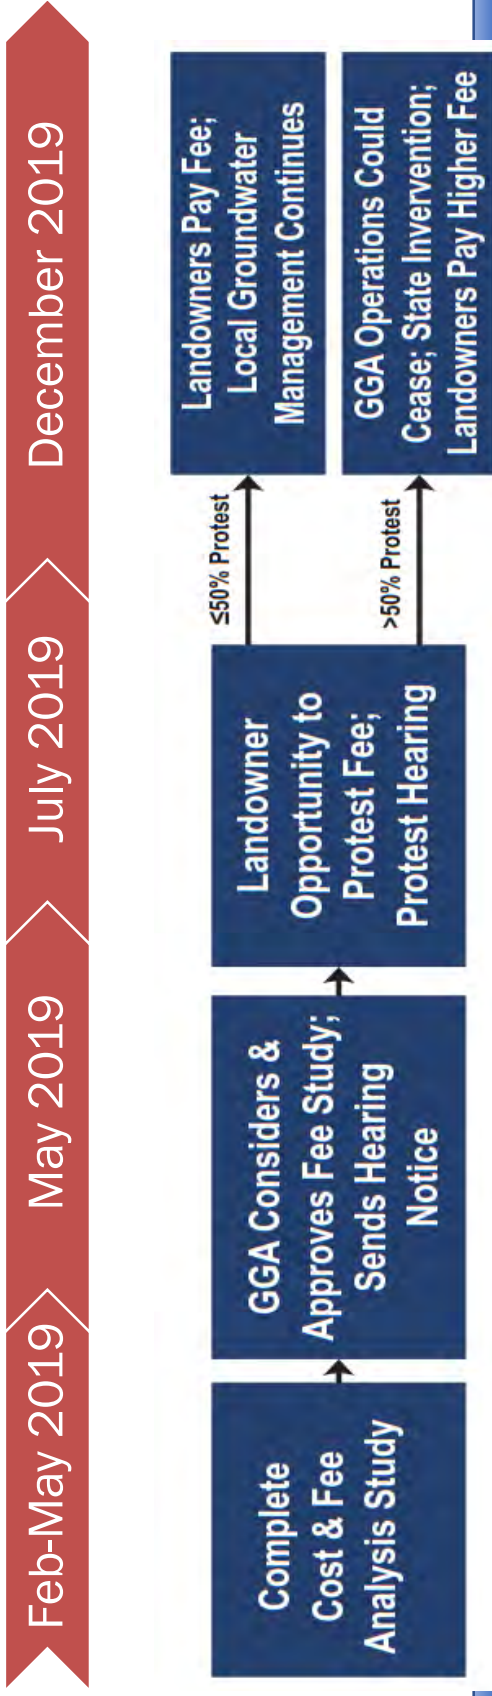 Feb-May 2019
May 2019
July 2019
December 2019
Complete
Cost & Fee
Analysis Study
GGA Considers &
Approves Fee Study;
Sends Hearing
Notice
Landowner
Opportunity to
Protest Fee;
Protest Hearing
≤50% Protest
>50% Protest
Landowners Pay Fee;
Local Groundwater
Management Continues
GGA Operations Could
Cease; State Invervention;
Landowners Pay Higher Fee